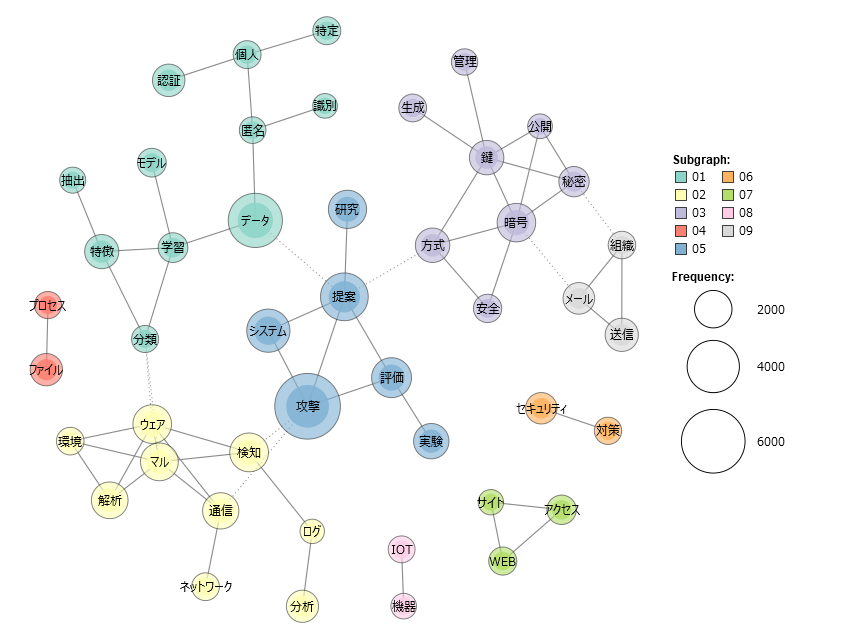 特定
個人
認証
管理
識別
生成
匿名
公開
モデル
鍵
抽出
秘密
研究
データ
暗号
学習
特徴
方式
組織
提案
メール
プロセス
安全
システム
送信
分類
ファイル
評価
攻撃
セキュリティ
ウェア
対策
環境
実験
検知
マル
解析
通信
サイト
アクセス
ログ
IOT
WEB
ネットワーク
分析
機器
Subgraph:
01 06
02 07
03 08
04 09
05
Frequency:
2000
4000
6000